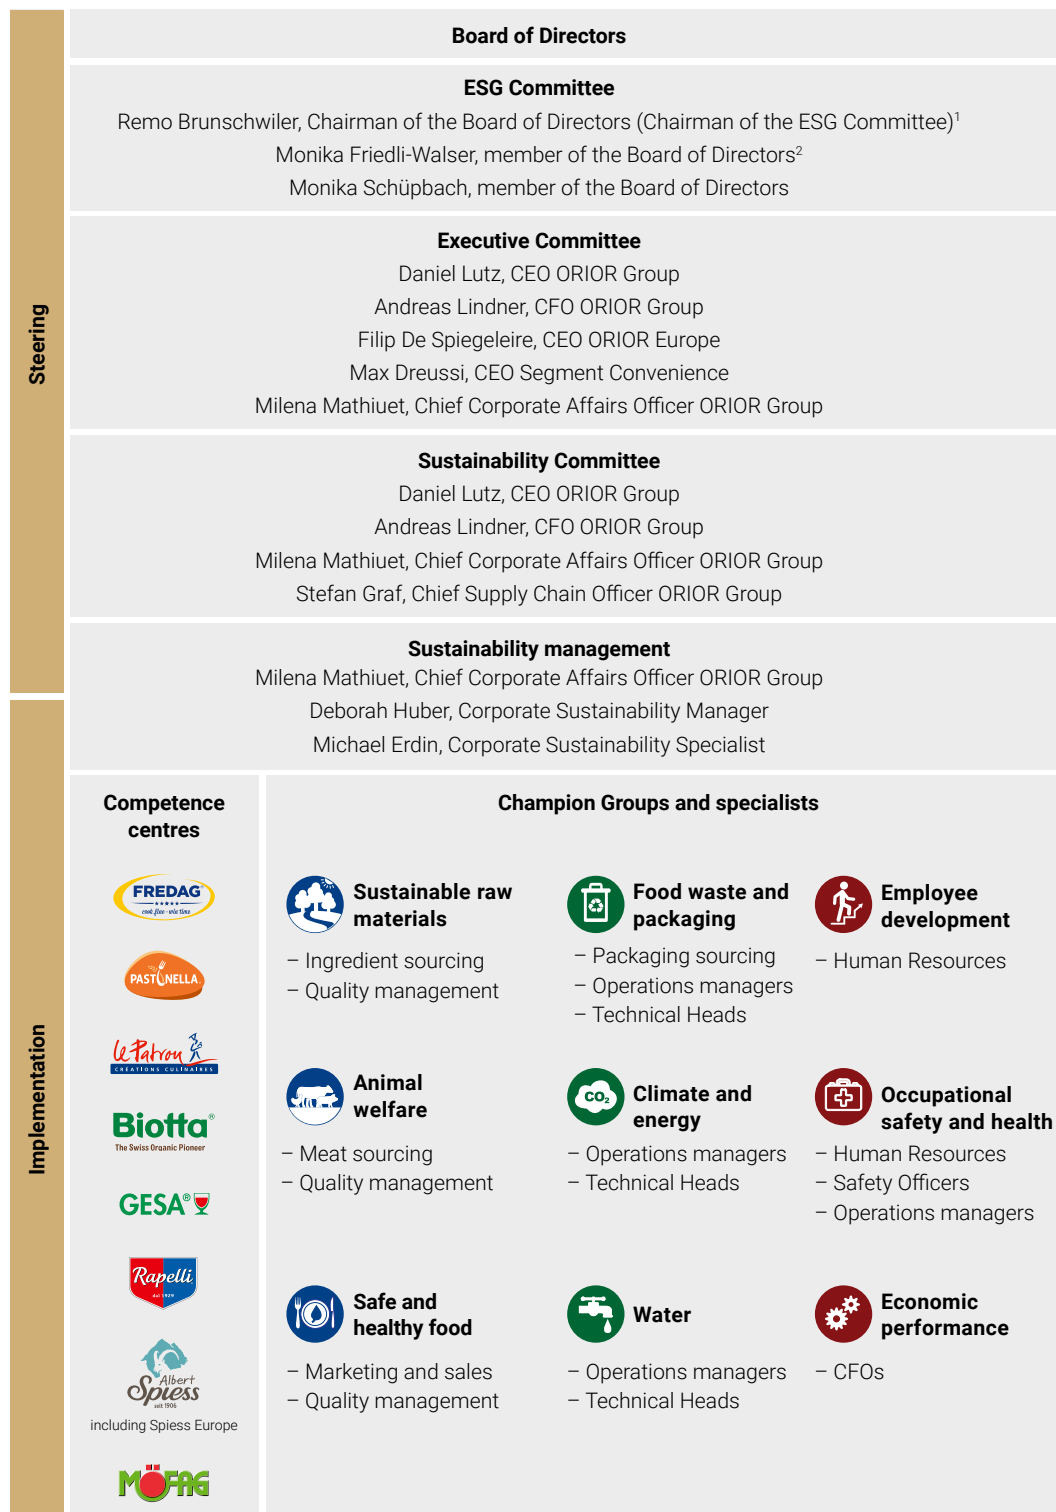 Steering
Board of Directors
ESG Committee
Remo Brunschwiler, Chairman of the Board of Directors (Chairman of the ESG Committee)¹
Monika Friedli-Walser, member of the Board of Directors²
Monika Schüpbach, member of the Board of Directors
Executive Committee
Daniel Lutz, CEO ORIOR Group
Andreas Lindner, CFO ORIOR Group
Filip De Spiegeleire, CEO ORIOR Europe
Max Dreussi, CEO Segment Convenience
Milena Mathiuet, Chief Corporate Affairs Officer ORIOR Group
Sustainability Committee
Daniel Lutz, CEO ORIOR Group
Andreas Lindner, CFO ORIOR Group
Milena Mathiuet, Chief Corporate Affairs Officer ORIOR Group
Stefan Graf, Chief Supply Chain Officer ORIOR Group
Sustainability management
Milena Mathiuet, Chief Corporate Affairs Officer ORIOR Group
Deborah Huber, Corporate Sustainability Manager
Michael Erdin, Corporate Sustainability Specialist
Implementation
Competence
centres
FREDAG®
cook free - win time
PASTINELLA
le Patron
CRÉATIONS CULINAIRES
Biotta®
The Swiss Organic Pioneer
GESA®
Rapelli
dal 1929
Albert
Spiess
seit 1906
including Spiess Europe
MÖFAG
Champion Groups and specialists
Sustainable raw
materials
– Ingredient sourcing
– Quality management
Food waste and
packaging
– Packaging sourcing
– Operations managers
– Technical Heads
Employee
development
– Human Resources
Animal
welfare
– Meat sourcing
– Quality management
CO₂
Climate and
energy
– Operations managers
– Technical Heads
Occupational
safety and health
– Human Resources
– Safety Officers
– Operations managers
Safe and
healthy food
– Marketing and sales
– Quality management
Water
– Operations managers
– Technical Heads
Economic
performance
– CFOs